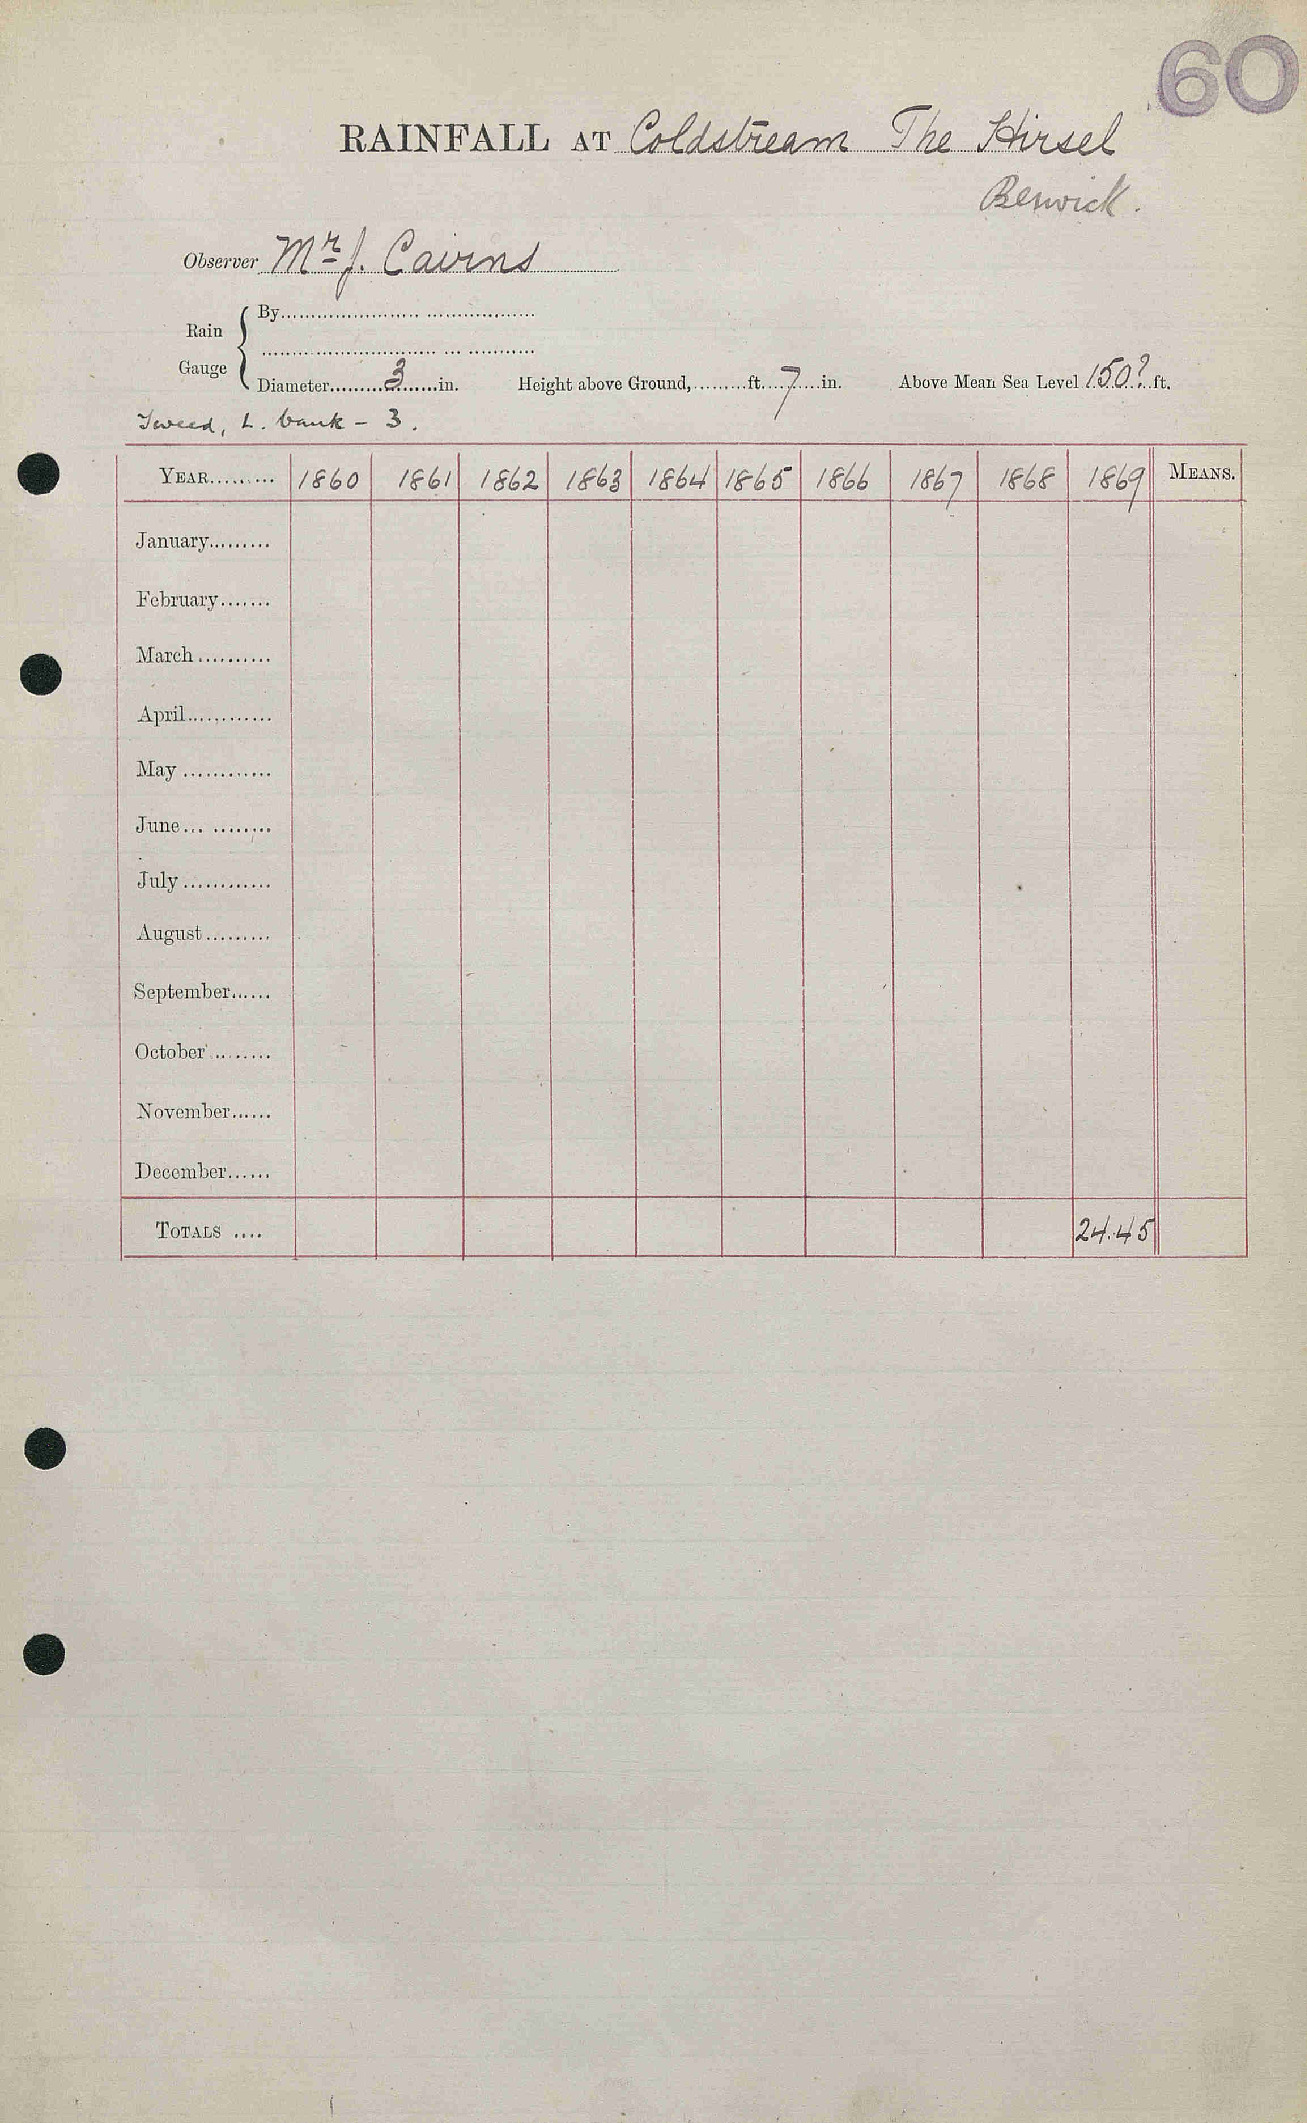 60
RAINFALL AT Coldstream The Hirsel
Berwick.
Observer Mr J. Cairns
Rain Gauge { By........................................
........................................
Diameter.........3.......in. Height above Ground,.........ft....7....in. Above Mean Sea Level 150?..ft.
Tweed, L. bank - 3.
YEAR......... 1860 1861 1862 1863 1864 1865 1866 1867 1868 1869 MEANS.
January.........
February.......
March..........
April............
May............
June... ........
July............
August.........
September......
October.........
November......
December......
TOTALS .... 24.45